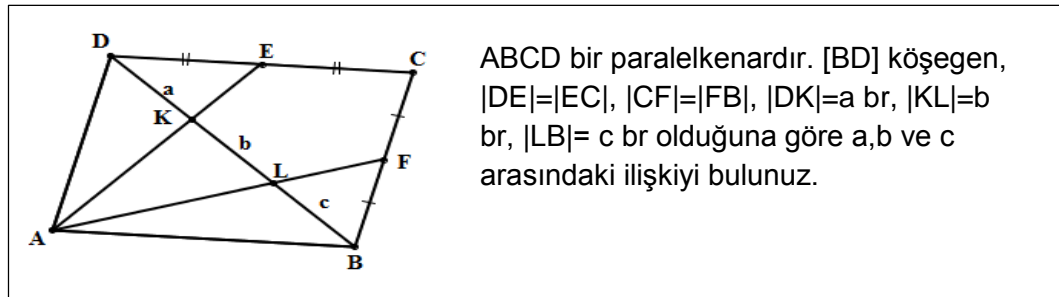 D
E
C
a
K
b
L
F
c
A
B
ABCD bir paralelkenardır. [BD] köşegen,
|DE|=|EC|, |CF|=|FB|, |DK|=a br, |KL|=b
br, |LB|= c br olduğuna göre a,b ve c
arasındaki ilişkiyi bulunuz.